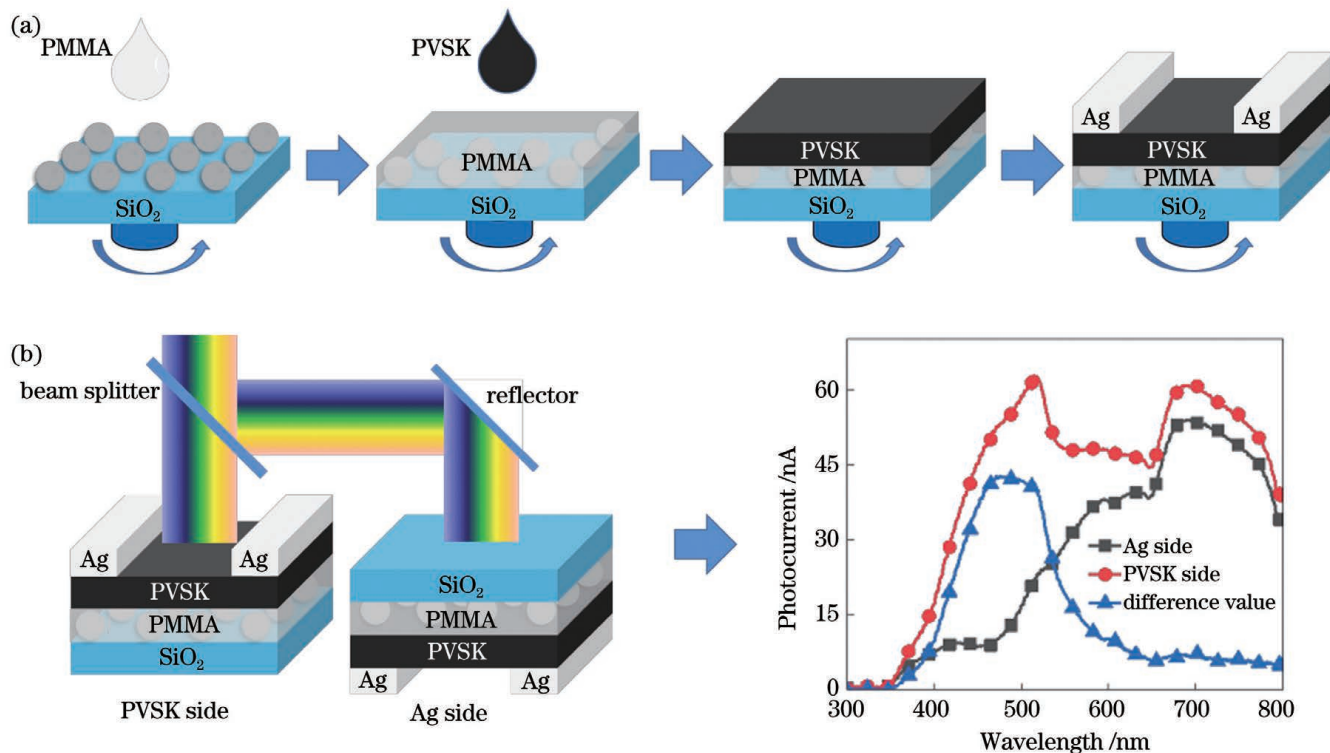 (a)
PMMA
PVSK
SiO₂
PMMA
SiO₂
PVSK
PMMA
SiO₂
Ag
Ag
PVSK
PMMA
SiO₂
(b)
beam splitter
reflector
Ag
Ag
PVSK
PMMA
SiO₂
PVSK side
SiO₂
PMMA
PVSK
Ag
Ag
Ag side
Photocurrent /nA
60
45
30
15
0
Ag side
PVSK side
difference value
300 400 500 600 700 800
Wavelength /nm